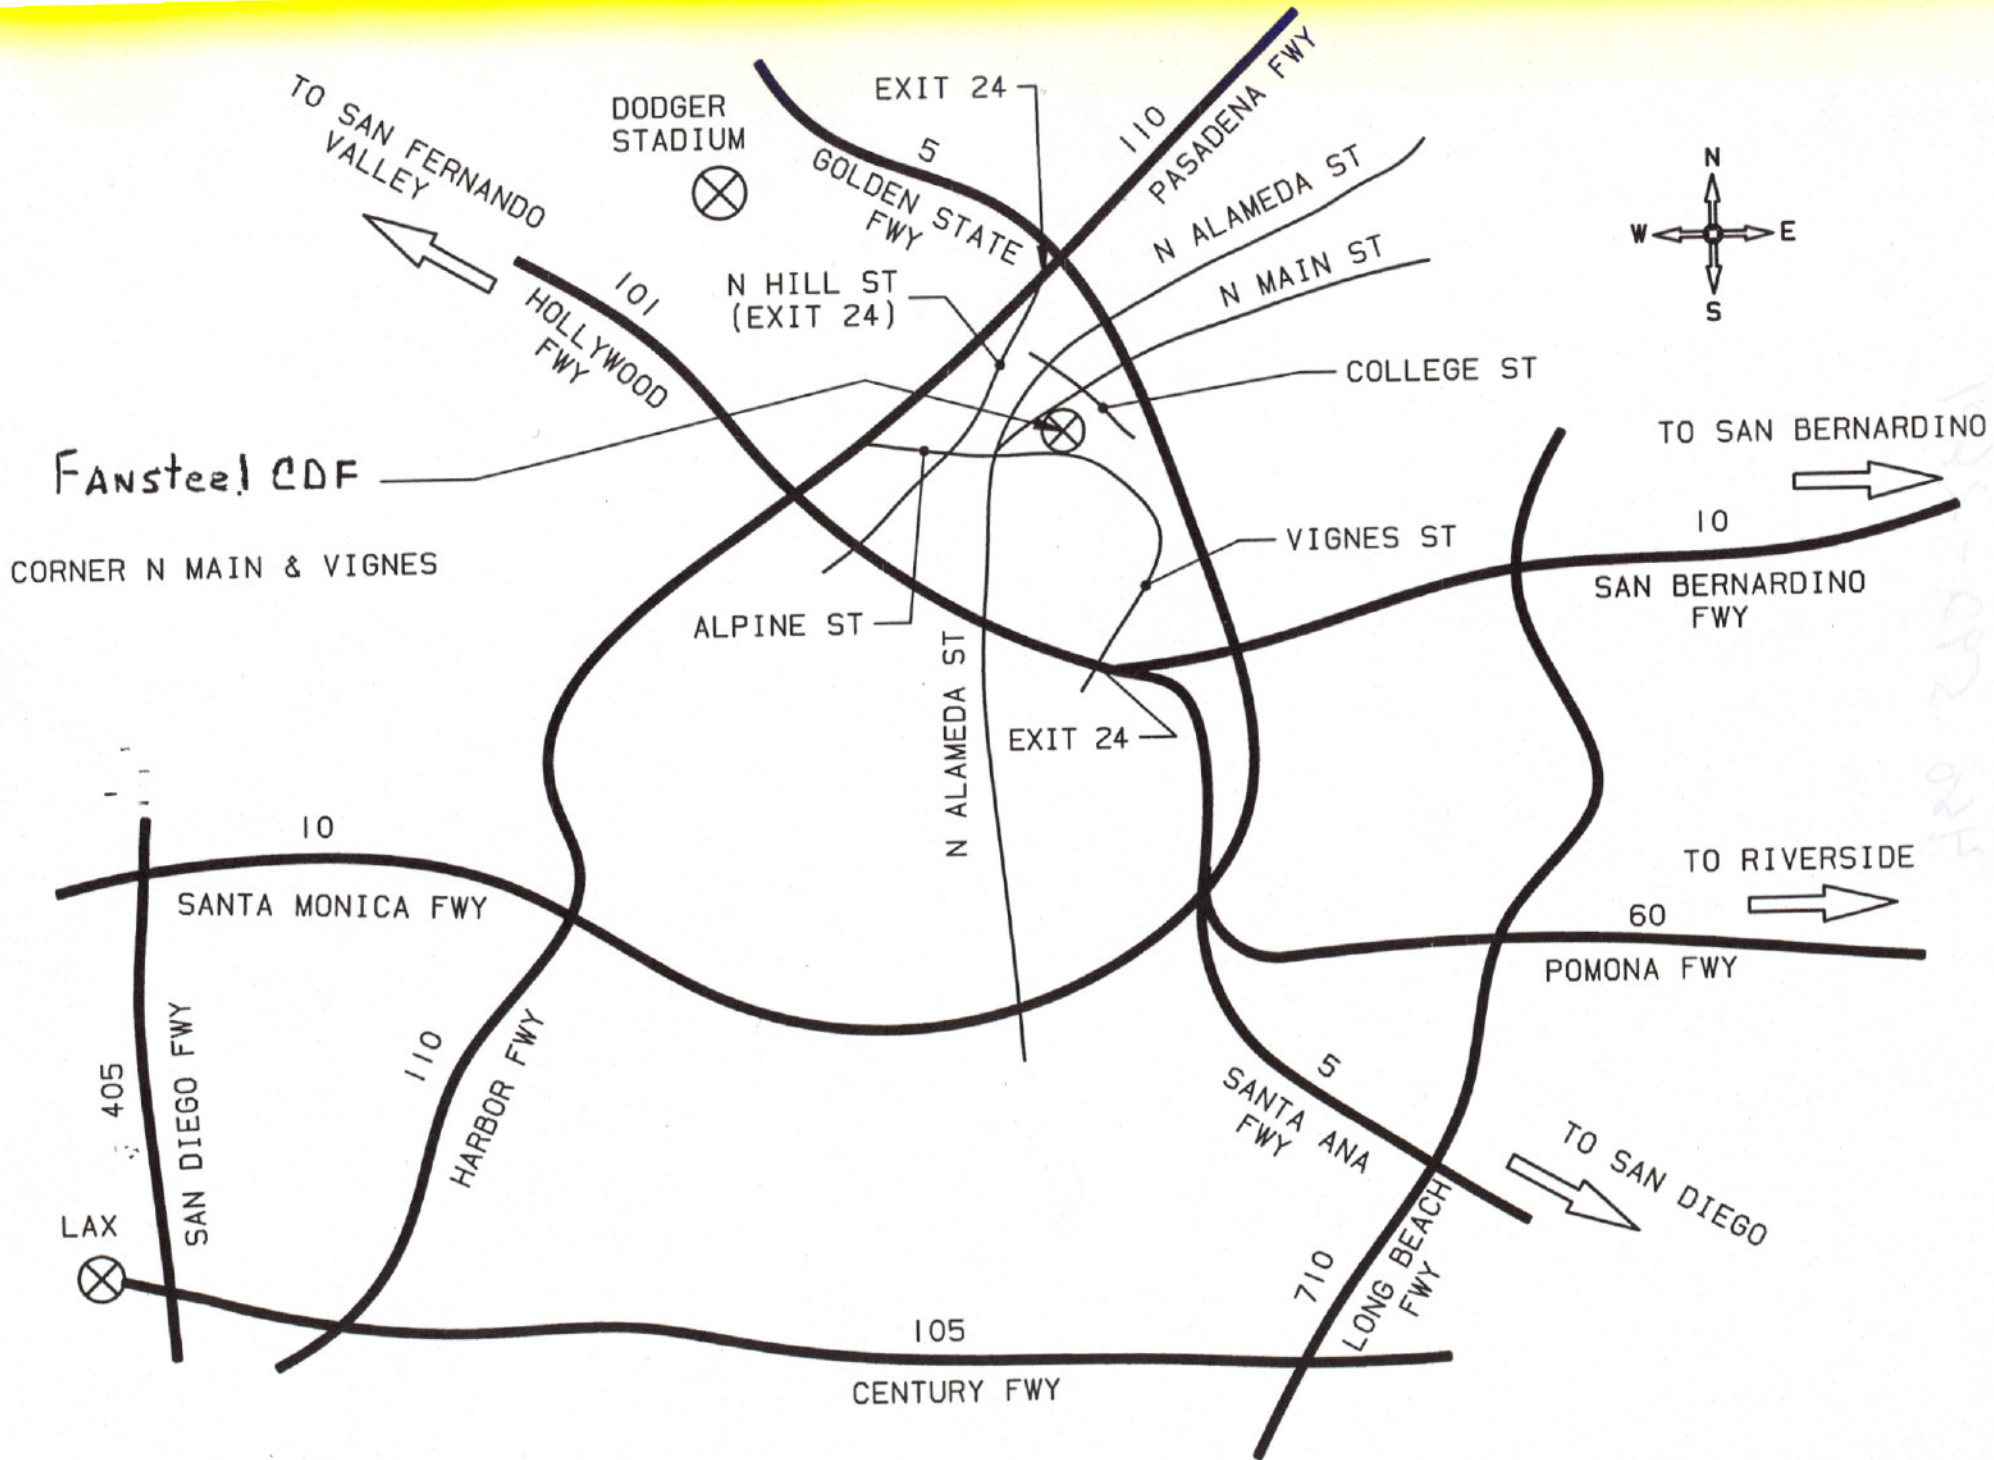 TO SAN FERNANDO
VALLEY
DODGER
STADIUM
EXIT 24
5
GOLDEN STATE
FWY
110
PASADENA FWY
N ALAMEDA ST
N MAIN ST
N
W E
S
101
HOLLYWOOD
FWY
N HILL ST
(EXIT 24)
COLLEGE ST
Fansteel CDF
CORNER N MAIN & VIGNES
TO SAN BERNARDINO
10
SAN BERNARDINO
FWY
VIGNES ST
ALPINE ST
N ALAMEDA ST
EXIT 24
10
SANTA MONICA FWY
TO RIVERSIDE
60
POMONA FWY
405
SAN DIEGO FWY
110
HARBOR FWY
5
SANTA ANA
FWY
TO SAN DIEGO
LAX
710
LONG BEACH
FWY
105
CENTURY FWY